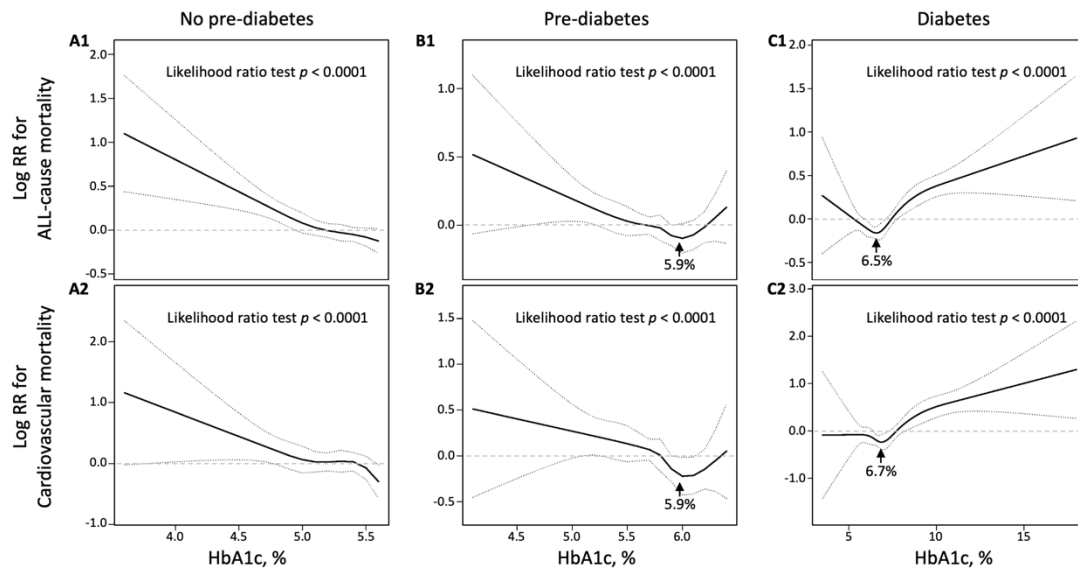 No pre-diabetes
Pre-diabetes
Diabetes
Log RR for
ALL-cause mortality
A1
Likelihood ratio test p < 0.0001
2.0
1.5
1.0
0.5
0.0
-0.5
B1
Likelihood ratio test p < 0.0001
1.0
0.5
0.0
5.9%
C1
Likelihood ratio test p < 0.0001
2.0
1.5
1.0
0.5
0.0
-0.5
6.5%
Log RR for
Cardiovascular mortality
A2
Likelihood ratio test p < 0.0001
2.0
1.0
0.0
-1.0
4.0 4.5 5.0 5.5
HbA1c, %
B2
Likelihood ratio test p < 0.0001
1.5
1.0
0.5
0.0
-0.5
5.9%
4.5 5.0 5.5 6.0
HbA1c, %
C2
Likelihood ratio test p < 0.0001
3.0
2.0
1.0
0.0
-1.0
6.7%
5 10 15
HbA1c, %